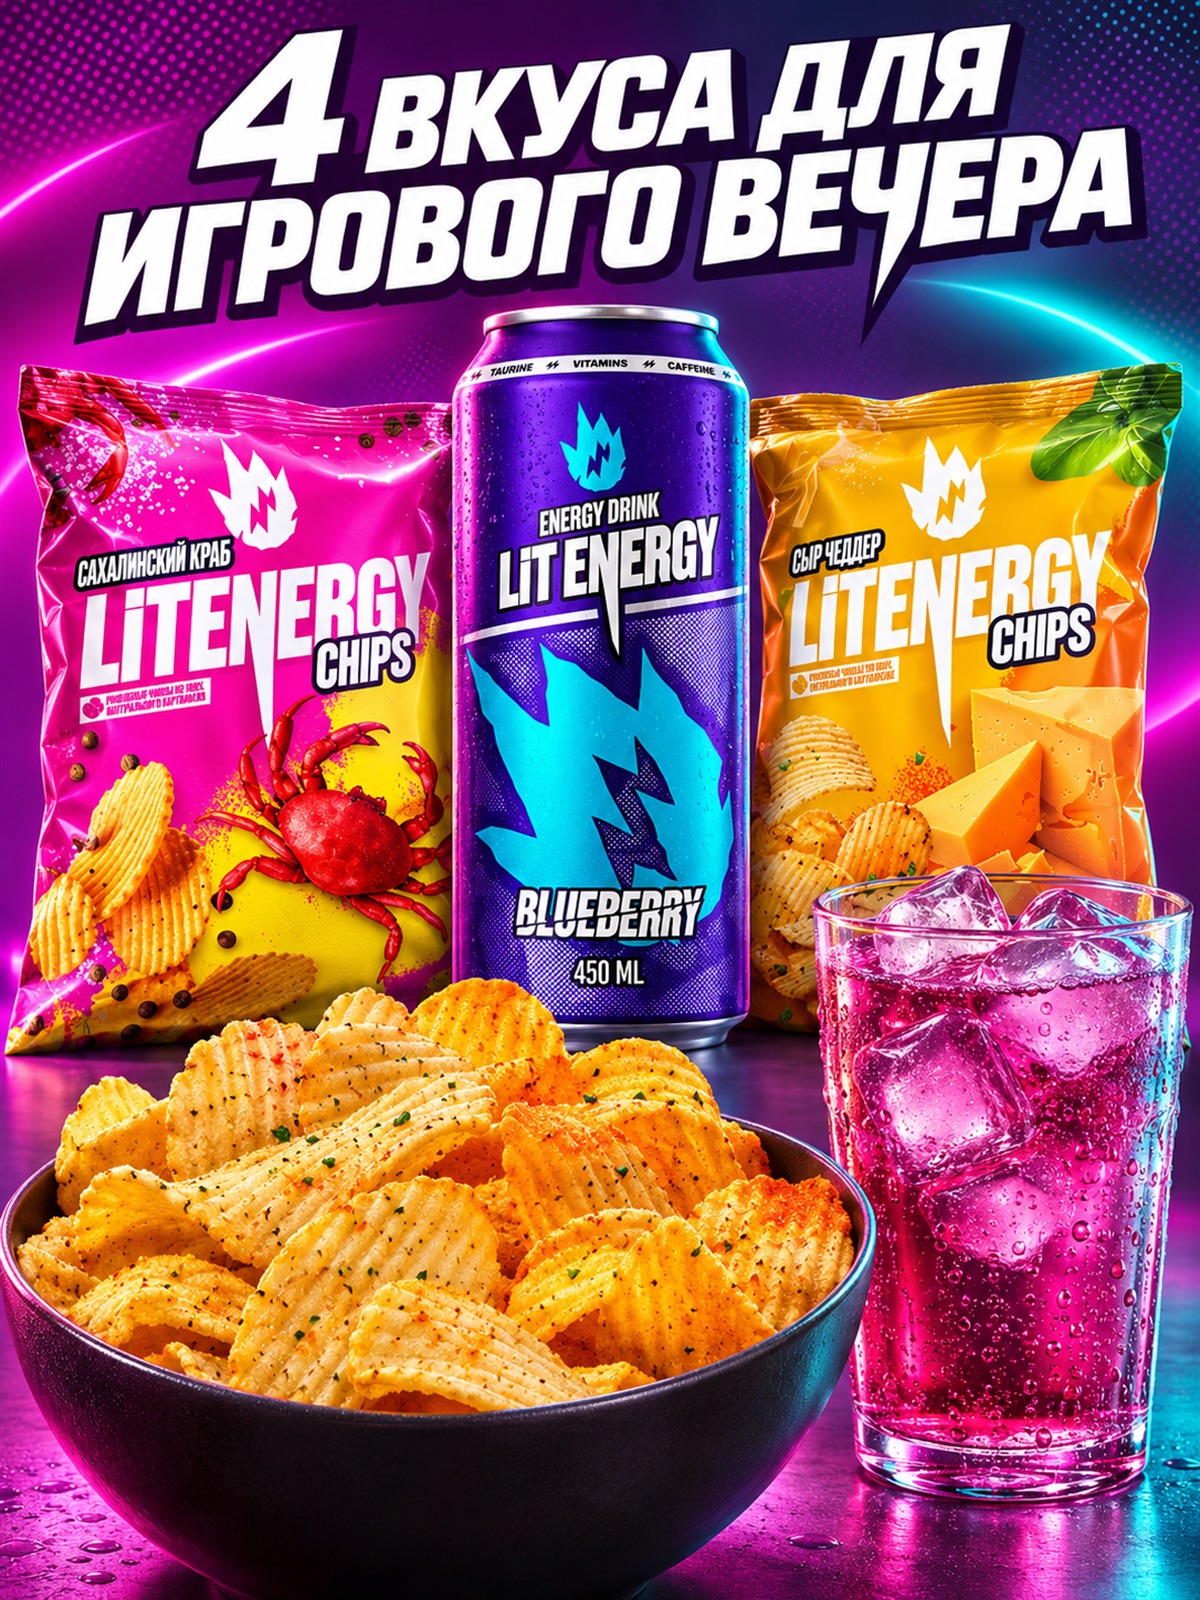 4 ВКУСА ДЛЯ
ИГРОВОГО ВЕЧЕРА
TAURINE VITAMINS CAFFEINE
ENERGY DRINK
LIT ENERGY
BLUEBERRY
450 ML
САХАЛИНСКИЙ КРАБ
LITENERGY
CHIPS
СЫР ЧЕДДЕР
LITENERGY
CHIPS